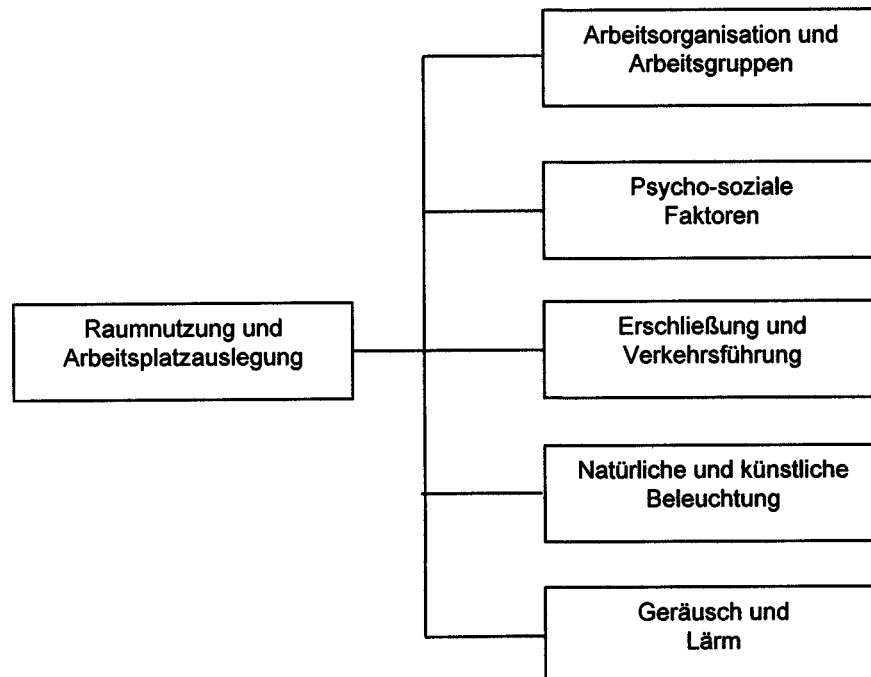 Arbeitsorganisation und
Arbeitsgruppen
Psycho-soziale
Faktoren
Raumnutzung und
Arbeitsplatzauslegung
Erschließung und
Verkehrsführung
Natürliche und künstliche
Beleuchtung
Geräusch und
Lärm